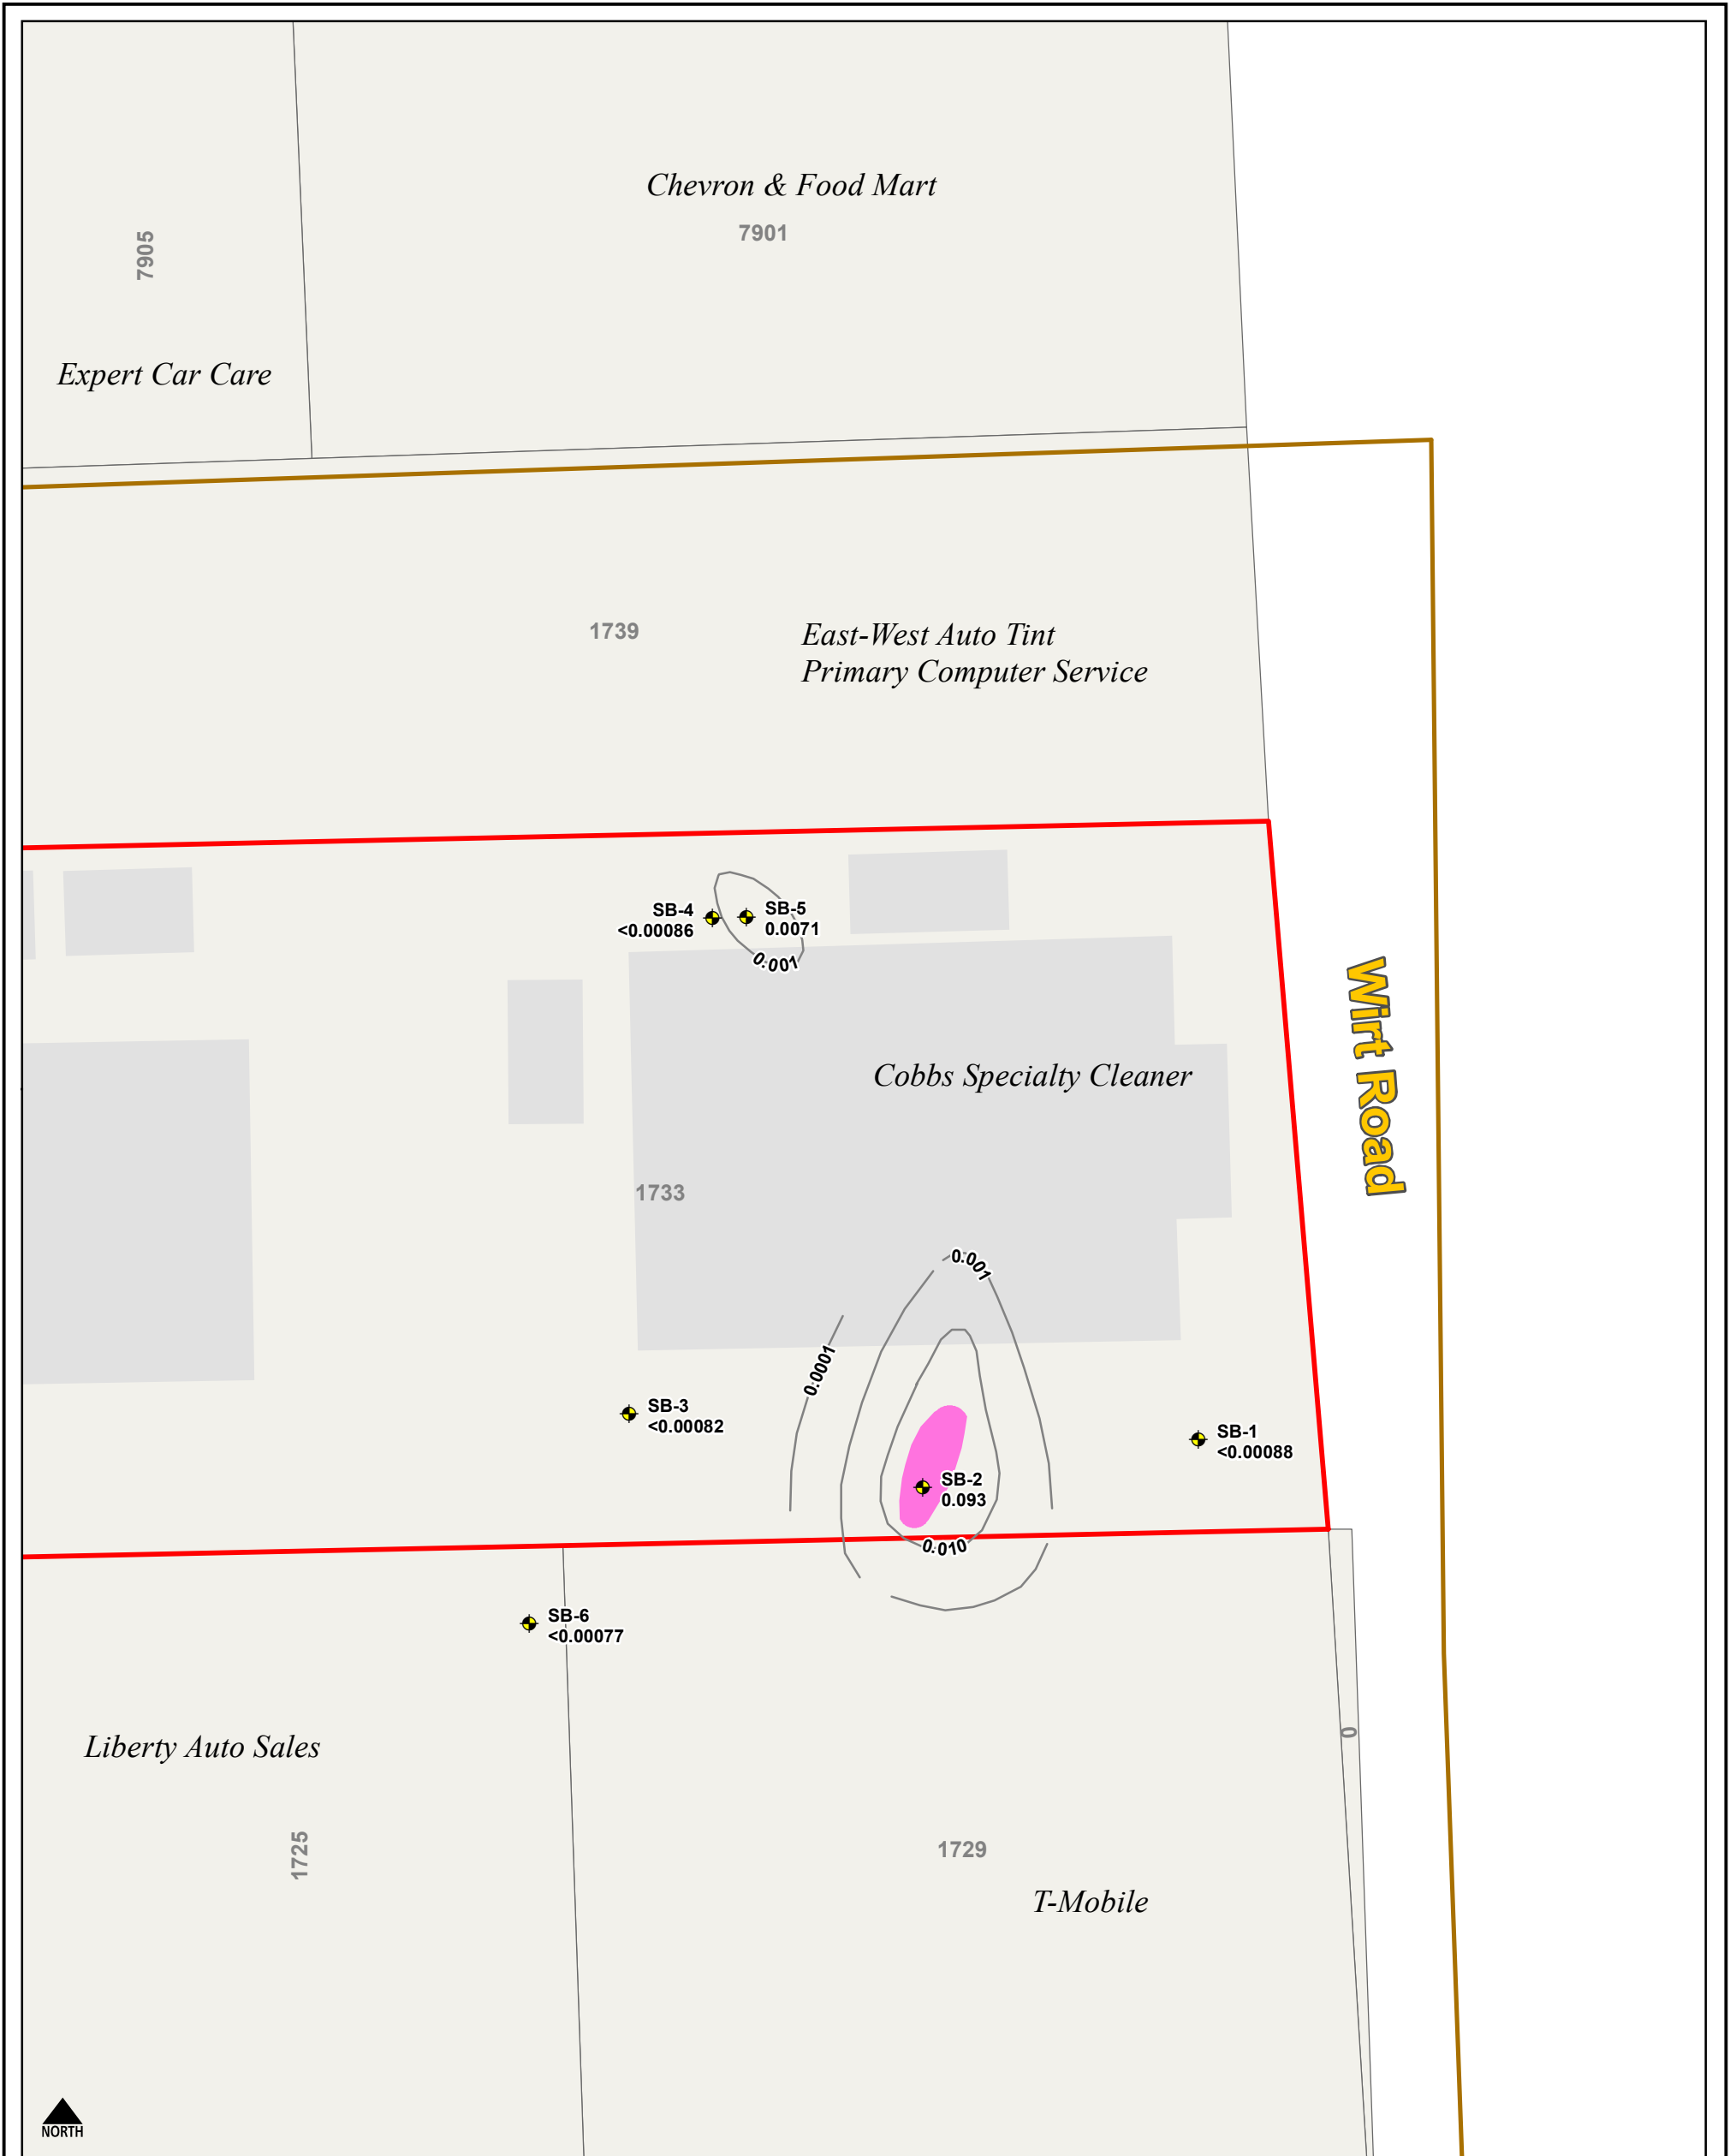 Chevron & Food Mart
7901
7905
Expert Car Care
1739
East-West Auto Tint
Primary Computer Service
SB-4
<0.00086
SB-5
0.0071
0.001
Wirt Road
Cobbs Specialty Cleaner
1733
0.001
0.0001
SB-3
<0.00082
SB-1
<0.00088
SB-2
0.093
0.010
SB-6
<0.00077
Liberty Auto Sales
0
1725
1729
T-Mobile
NORTH